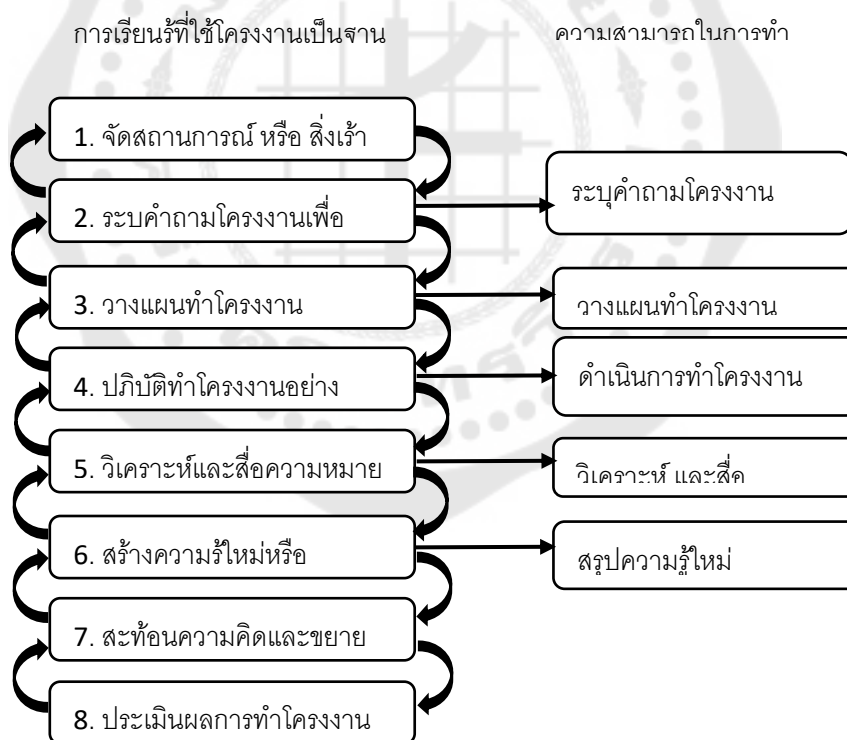 การเรียนรู้ที่ใช้โครงงานเป็นฐาน
ความสามารถในการทำ
1. จัดสถานการณ์ หรือ สิ่งเร้า
2. ระบุคำถามโครงงานเพื่อ
3. วางแผนทำโครงงาน
4. ปฏิบัติทำโครงงานอย่าง
5. วิเคราะห์และสื่อความหมาย
6. สร้างความรู้ใหม่หรือ
7. สะท้อนความคิดและขยาย
8. ประเมินผลการทำโครงงาน
ระบุคำถามโครงงาน
วางแผนทำโครงงาน
ดำเนินการทำโครงงาน
วิเคราะห์ และสื่อ
สรุปความรู้ใหม่